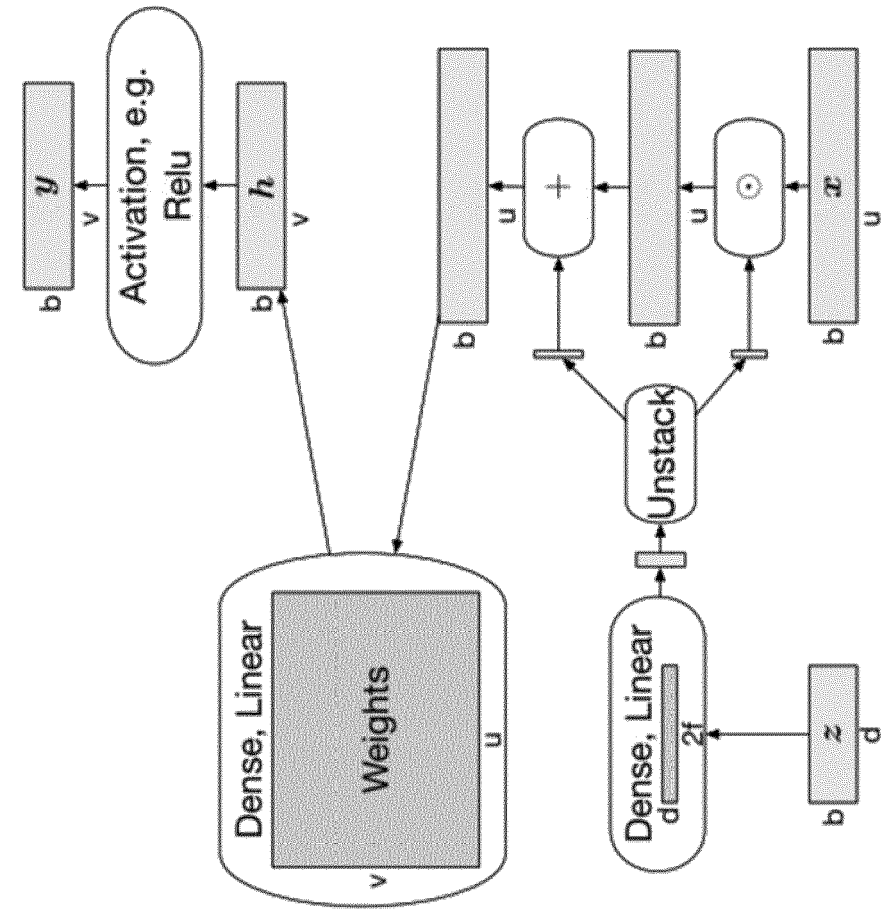 b y
v
Activation, e.g.
Relu
b h
v
Dense, Linear
v Weights
u
b
u
+
b
u
⊙
b x
u
Unstack
Dense, Linear
d
2f
b z
d